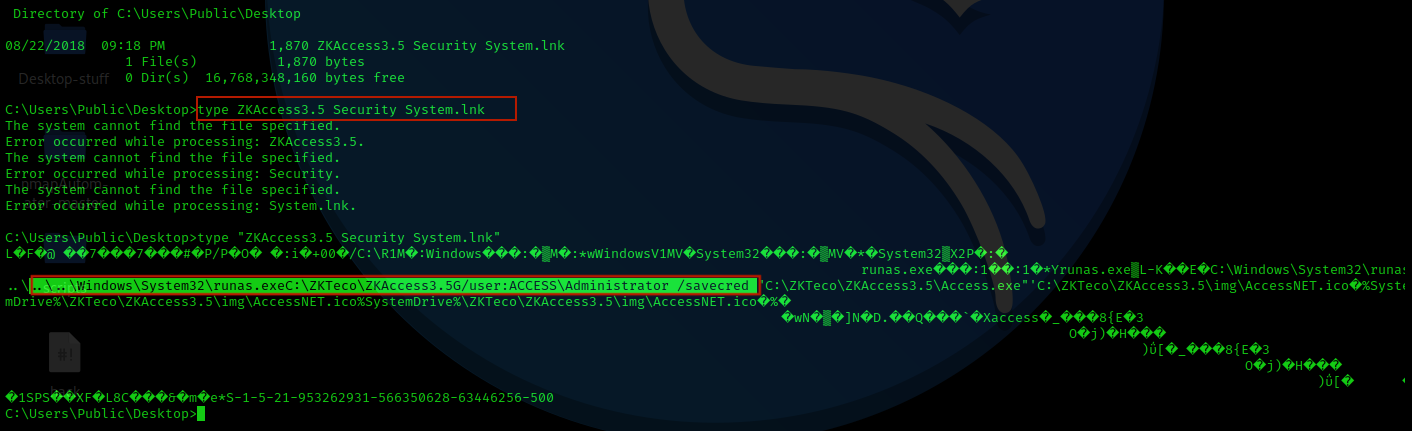 Directory of C:\Users\Public\Desktop
08/22/2018  09:18 PM             1,870 ZKAccess3.5 Security System.lnk
1 File(s)          1,870 bytes
Desktop-stuff
0 Dir(s)  16,768,348,160 bytes free
C:\Users\Public\Desktop>type ZKAccess3.5 Security System.lnk
The system cannot find the file specified.
Error occurred while processing: ZKAccess3.5.
The system cannot find the file specified.
Error occurred while processing: Security.
The system cannot find the file specified.
Error occurred while processing: System.lnk.
C:\Users\Public\Desktop>type "ZKAccess3.5 Security System.lnk"
L�F�@ ��7���7���#�P/P�O� �:i�+00�/C:\R1M�:Windows���:�▒M�:*wWindowsV1MV�System32���:�▒MV�*�System32▒X2P�:�
runas.exe���:1��:1�*Yrunas.exe▒L-K��E�C:\Windows\System32\runas
..\..\..\Windows\System32\runas.exeC:\ZKTeco\ZKAccess3.5G/user:ACCESS\Administrator /savecred "C:\ZKTeco\ZKAccess3.5\Access.exe"'C:\ZKTeco\ZKAccess3.5\img\AccessNET.ico�%Syste
mDrive%\ZKTeco\ZKAccess3.5\img\AccessNET.ico%SystemDrive%\ZKTeco\ZKAccess3.5\img\AccessNET.ico�%�
�wN�▒�]N�D.��Q���`�Xaccess�_���8{E�3
O�j)�H���
)ΰ[�_���8{E�3
O�j)�H���
)ΰ[�
�1SPS��XF�L8C���&�m�e*S-1-5-21-953262931-566350628-63446256-500
C:\Users\Public\Desktop>